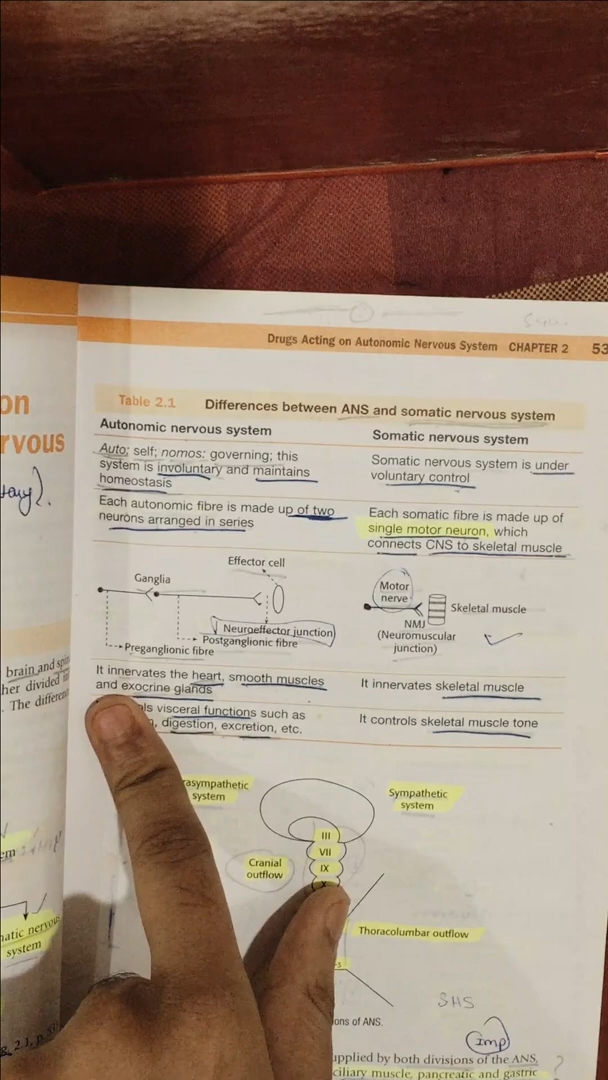 Drugs Acting on Autonomic Nervous System CHAPTER 2 53
on
rvous
Table 2.1 Differences between ANS and somatic nervous system
Autonomic nervous system
Auto: self; nomos: governing; this
system is involuntary and maintains
homeostasis
Each autonomic fibre is made up of two
neurons arranged in series
Somatic nervous system
Somatic nervous system is under
voluntary control
Each somatic fibre is made up of
single motor neuron, which
connects CNS to skeletal muscle
Effector cell
Ganglia
Neuroeffector junction
Postganglionic fibre
Preganglionic fibre
Motor
nerve
Skeletal muscle
NMJ
(Neuromuscular
junction)
It innervates the heart, smooth muscles
and exocrine glands
It innervates skeletal muscle
ls visceral functions such as
, digestion, excretion, etc.
It controls skeletal muscle tone
brain and
her divided
. The differen
rasympathetic
system
Sympathetic
system
III
VII
IX
X
Cranial
outflow
Thoracolumbar outflow
natic nervous
system
SHS
ons of ANS.
Imp
upplied by both divisions of the ANS,
ciliary muscle, pancreatic and gastric